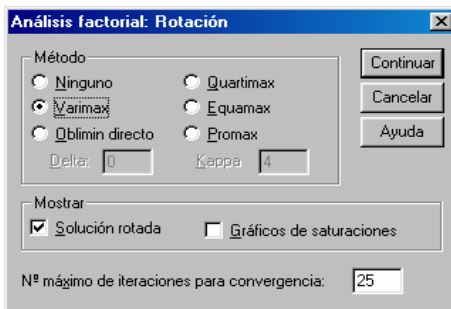 Análisis factorial: Rotación
Método
Ninguno
Quartimax
Varimax
Equamax
Oblimin directo
Promax
Delta: 0
Kappa 4
Continuar
Cancelar
Ayuda
Mostrar
Solución rotada
Gráficos de saturaciones
Nº máximo de iteraciones para convergencia: 25